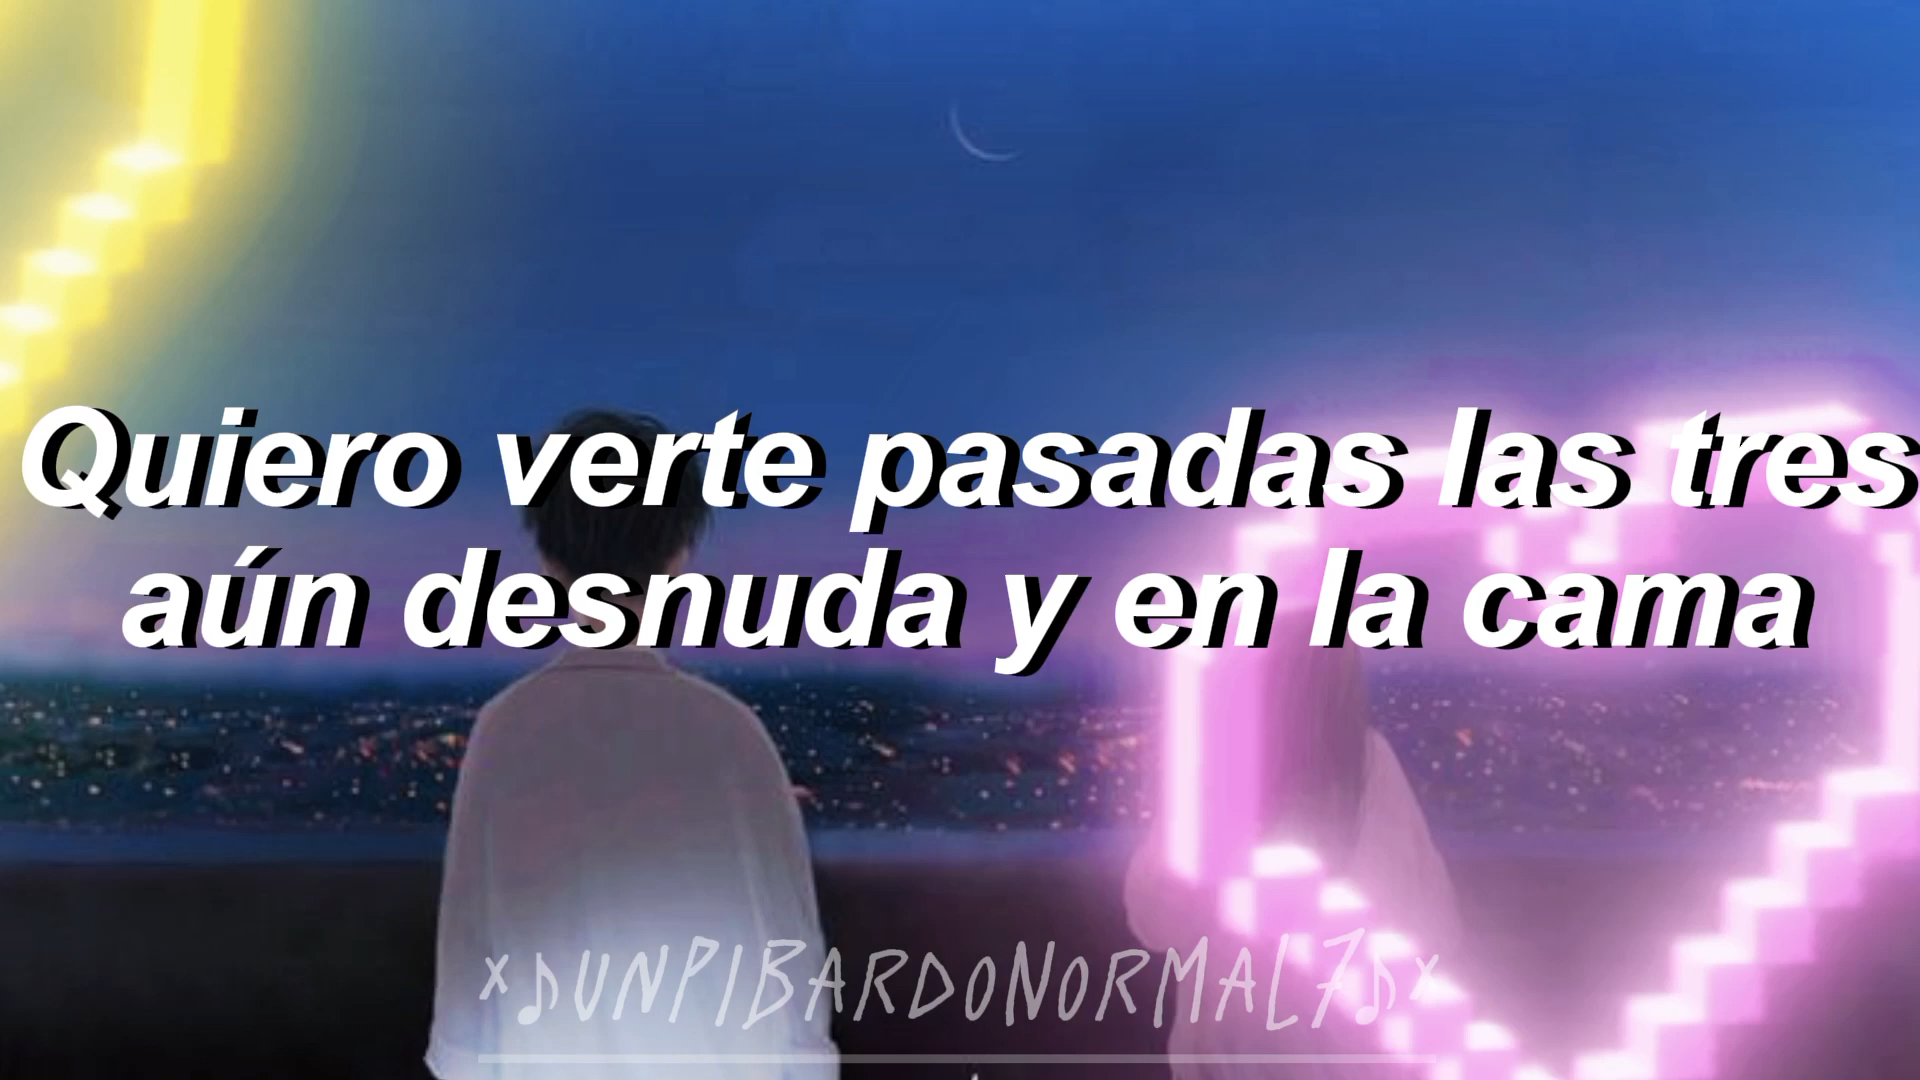 Quiero verte pasadas las tres
aún desnuda y en la cama
×♪UNPIBARDONORMAL7♪×